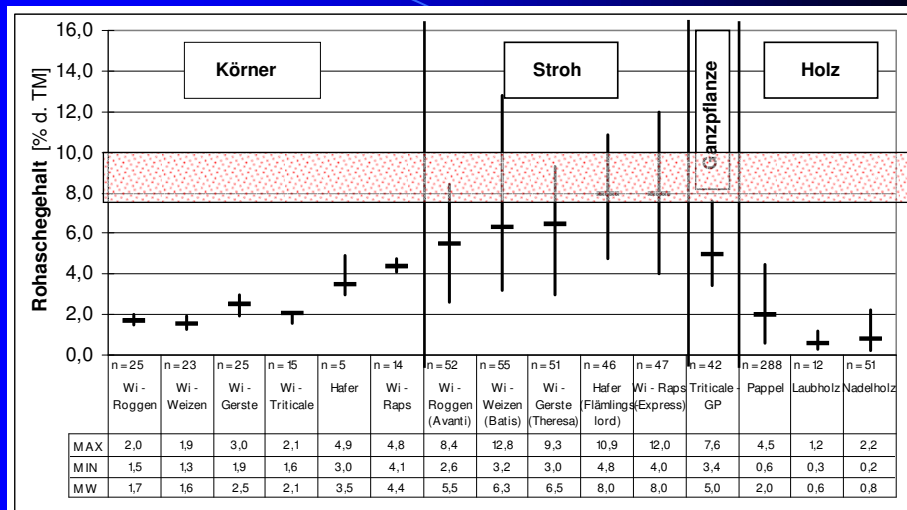 Rohaschegehalt [% d. TM]
16,0
14,0
12,0
10,0
8,0
6,0
4,0
2,0
0,0
Körner
Stroh
Ganzpflanze
Holz
n = 25 n = 23 n = 25 n = 15 n = 5 n = 14 n = 52 n = 55 n = 51 n = 46 n = 47 n = 42 n = 288 n = 12 n = 51
Wi - Roggen
Wi - Weizen
Wi - Gerste
Wi - Triticale
Hafer
Wi - Raps
Wi - Roggen (Avanti)
Wi - Weizen (Batis)
Wi - Gerste (Theresa)
Hafer (Flämlingslord)
Wi - Raps (Express)
Triticale - GP
Pappel
Laubholz
Nadelholz
MAX 2,0 1,9 3,0 2,1 4,9 4,8 8,4 12,8 9,3 10,9 12,0 7,6 4,5 1,2 2,2
MIN 1,5 1,3 1,9 1,6 3,0 4,1 2,6 3,2 3,0 4,8 4,0 3,4 0,6 0,3 0,2
MW 1,7 1,6 2,5 2,1 3,5 4,4 5,5 6,3 6,5 8,0 8,0 5,0 2,0 0,6 0,8